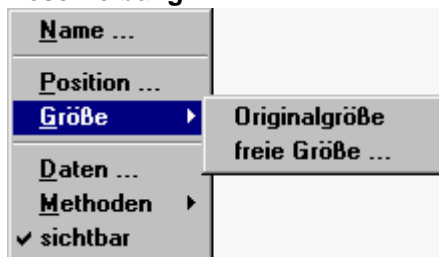 Name ...
Position ...
Größe
Originalgröße
freie Größe ...
Daten ...
Methoden
sichtbar